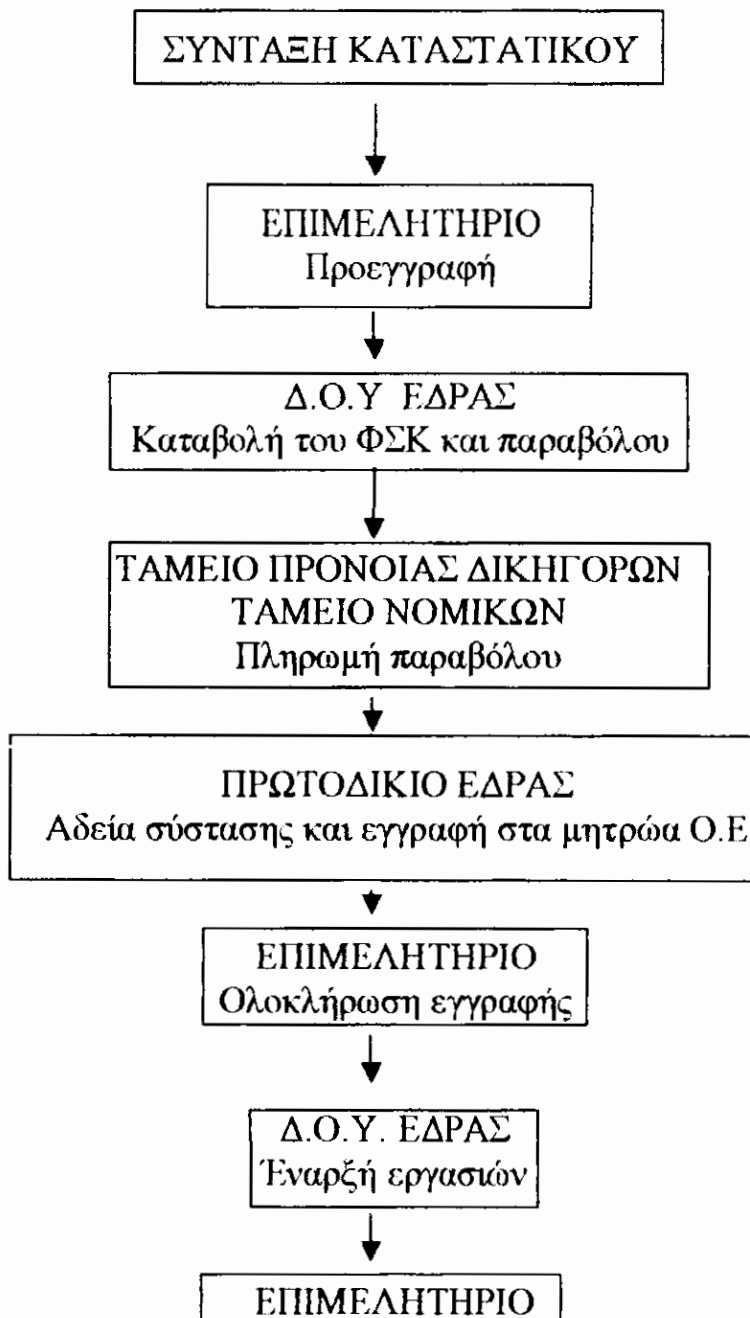 ΣΥΝΤΑΞΗ ΚΑΤΑΣΤΑΤΙΚΟΥ
ΕΠΙΜΕΛΗΤΗΡΙΟ
Προεγγραφή
Δ.Ο.Υ ΕΔΡΑΣ
Καταβολή του ΦΣΚ και παραβόλου
ΤΑΜΕΙΟ ΠΡΟΝΟΙΑΣ ΔΙΚΗΓΟΡΩΝ
ΤΑΜΕΙΟ ΝΟΜΙΚΩΝ
Πληρωμή παραβόλου
ΠΡΩΤΟΔΙΚΙΟ ΕΔΡΑΣ
Αδεία σύστασης και εγγραφή στα μητρώα Ο.Ε
ΕΠΙΜΕΛΗΤΗΡΙΟ
Ολοκλήρωση εγγραφής
Δ.Ο.Υ. ΕΔΡΑΣ
Έναρξή εργασιών
ΕΠΙΜΕΛΗΤΗΡΙΟ